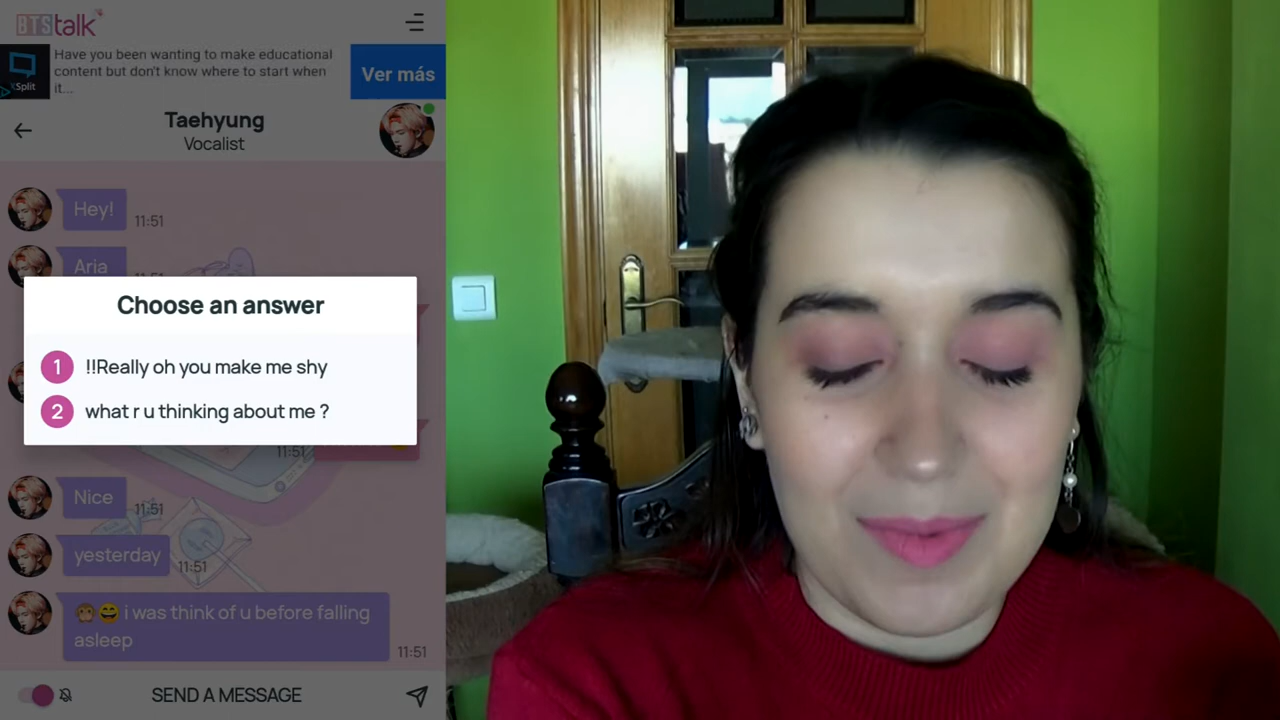 BTStalk
Have you been wanting to make educational
content but don't know where to start when
it...
XSplit
Ver más
Taehyung
Vocalist
Hey!
11:51
Aria
11:51
Choose an answer
1 !!Really oh you make me shy
2 what r u thinking about me ?
11:51
Nice
11:51
yesterday
11:51
🙊😄 i was think of u before falling
asleep
11:51
SEND A MESSAGE